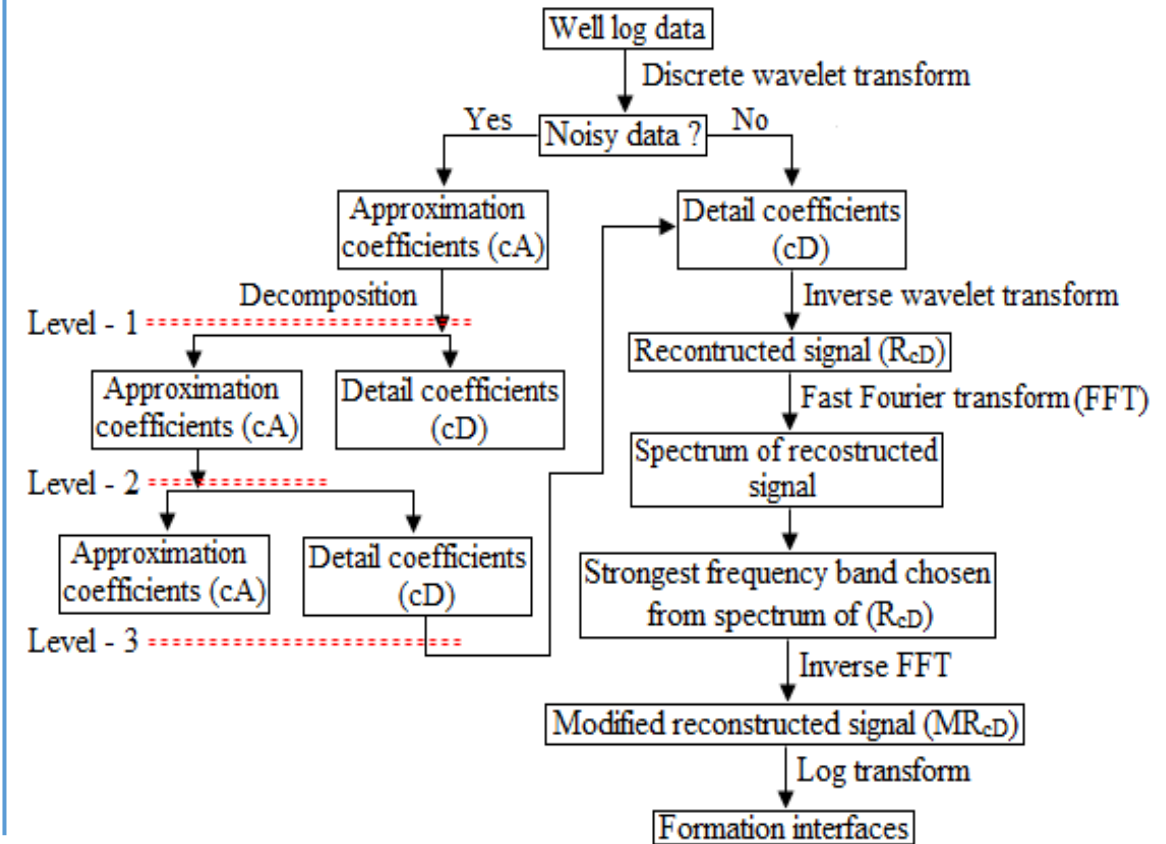 Well log data
Discrete wavelet transform
Yes
Noisy data ?
No
Approximation
coefficients (cA)
Detail coefficients
(cD)
Decomposition
Inverse wavelet transform
Level - 1
Recontructed signal (RcD)
Approximation
coefficients (cA)
Detail coefficients
(cD)
Fast Fourier transform (FFT)
Spectrum of recostructed
signal
Level - 2
Approximation
coefficients (cA)
Detail coefficients
(cD)
Strongest frequency band chosen
from spectrum of (RcD)
Level - 3
Inverse FFT
Modified reconstructed signal (MRcD)
Log transform
Formation interfaces